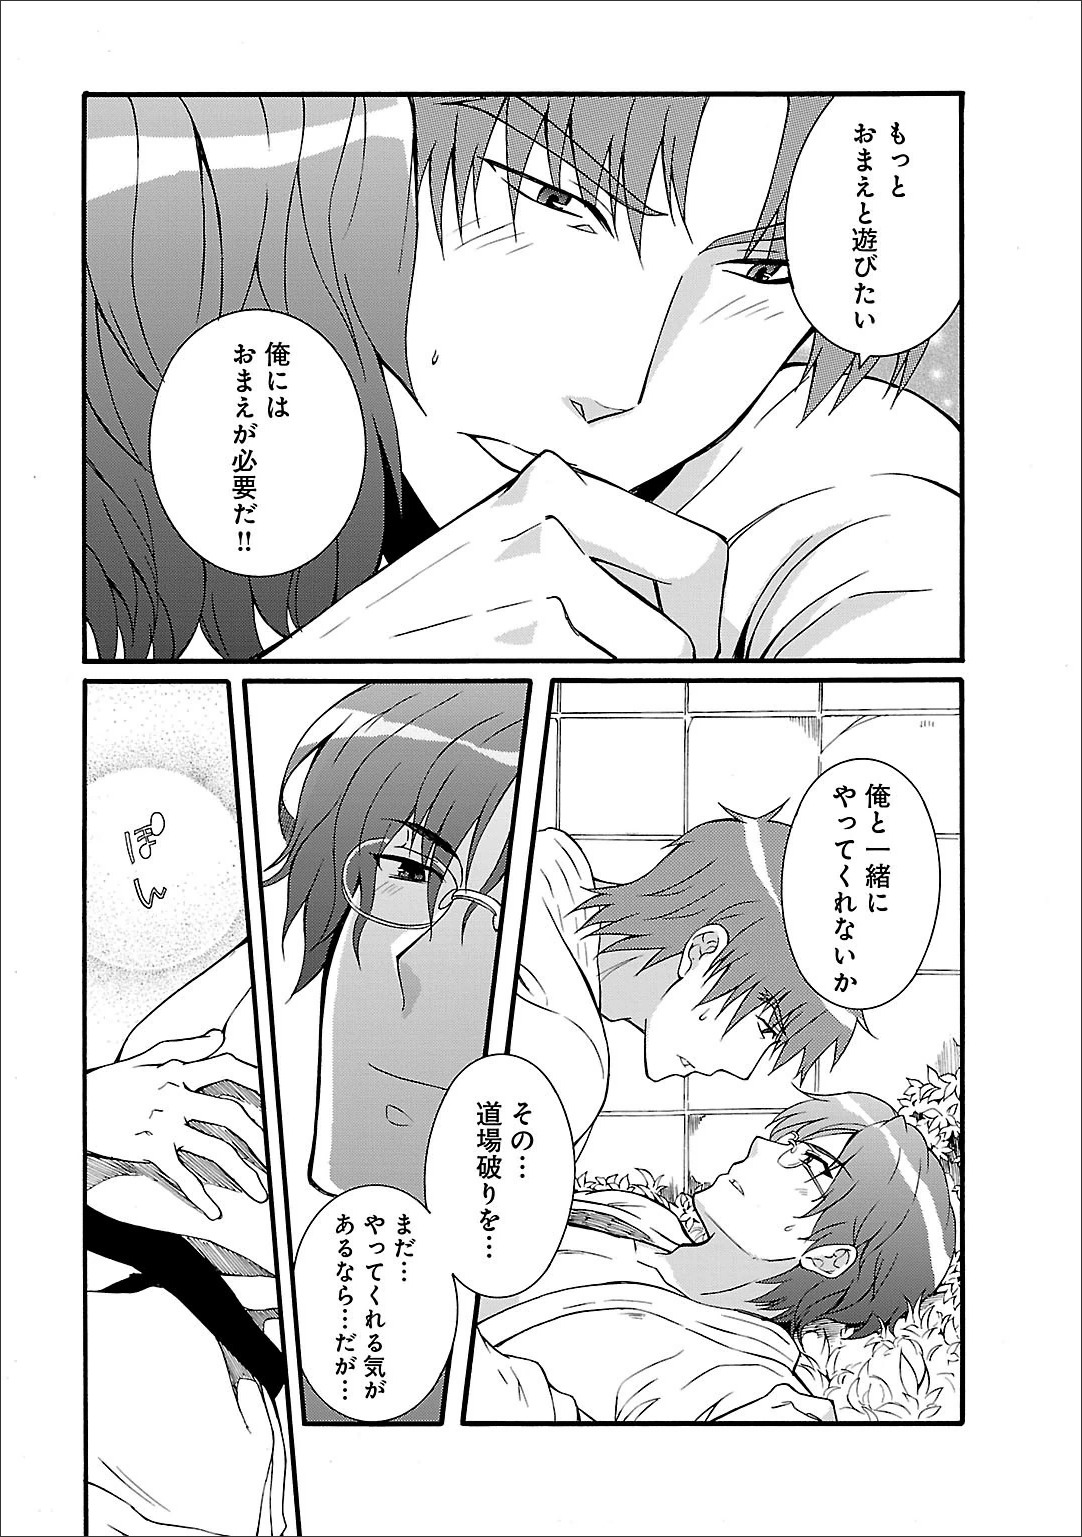 もっと
おまえと遊びたい
俺には
おまえが必要だ!!
俺と一緒に
やってくれないか
その…
道場破りを…
まだ…
やってくれる気が
あるなら…だが…
ぽん